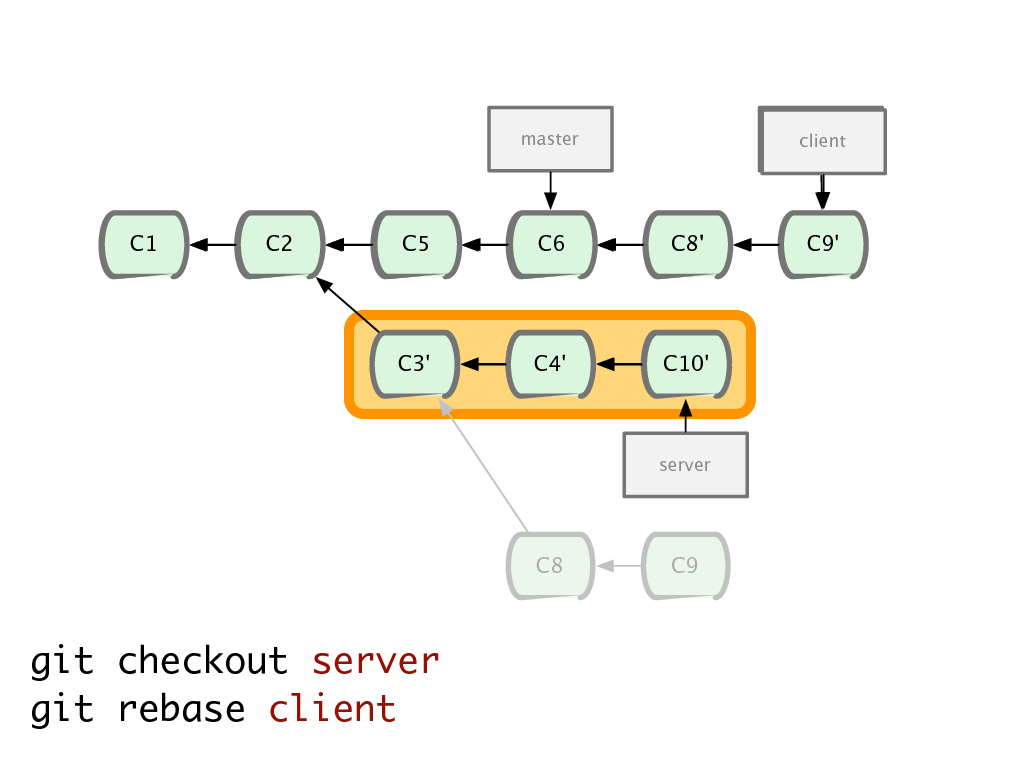 master
client
C1
C2
C5
C6
C8'
C9'
C3'
C4'
C10'
server
C8
C9
git checkout server
git rebase client